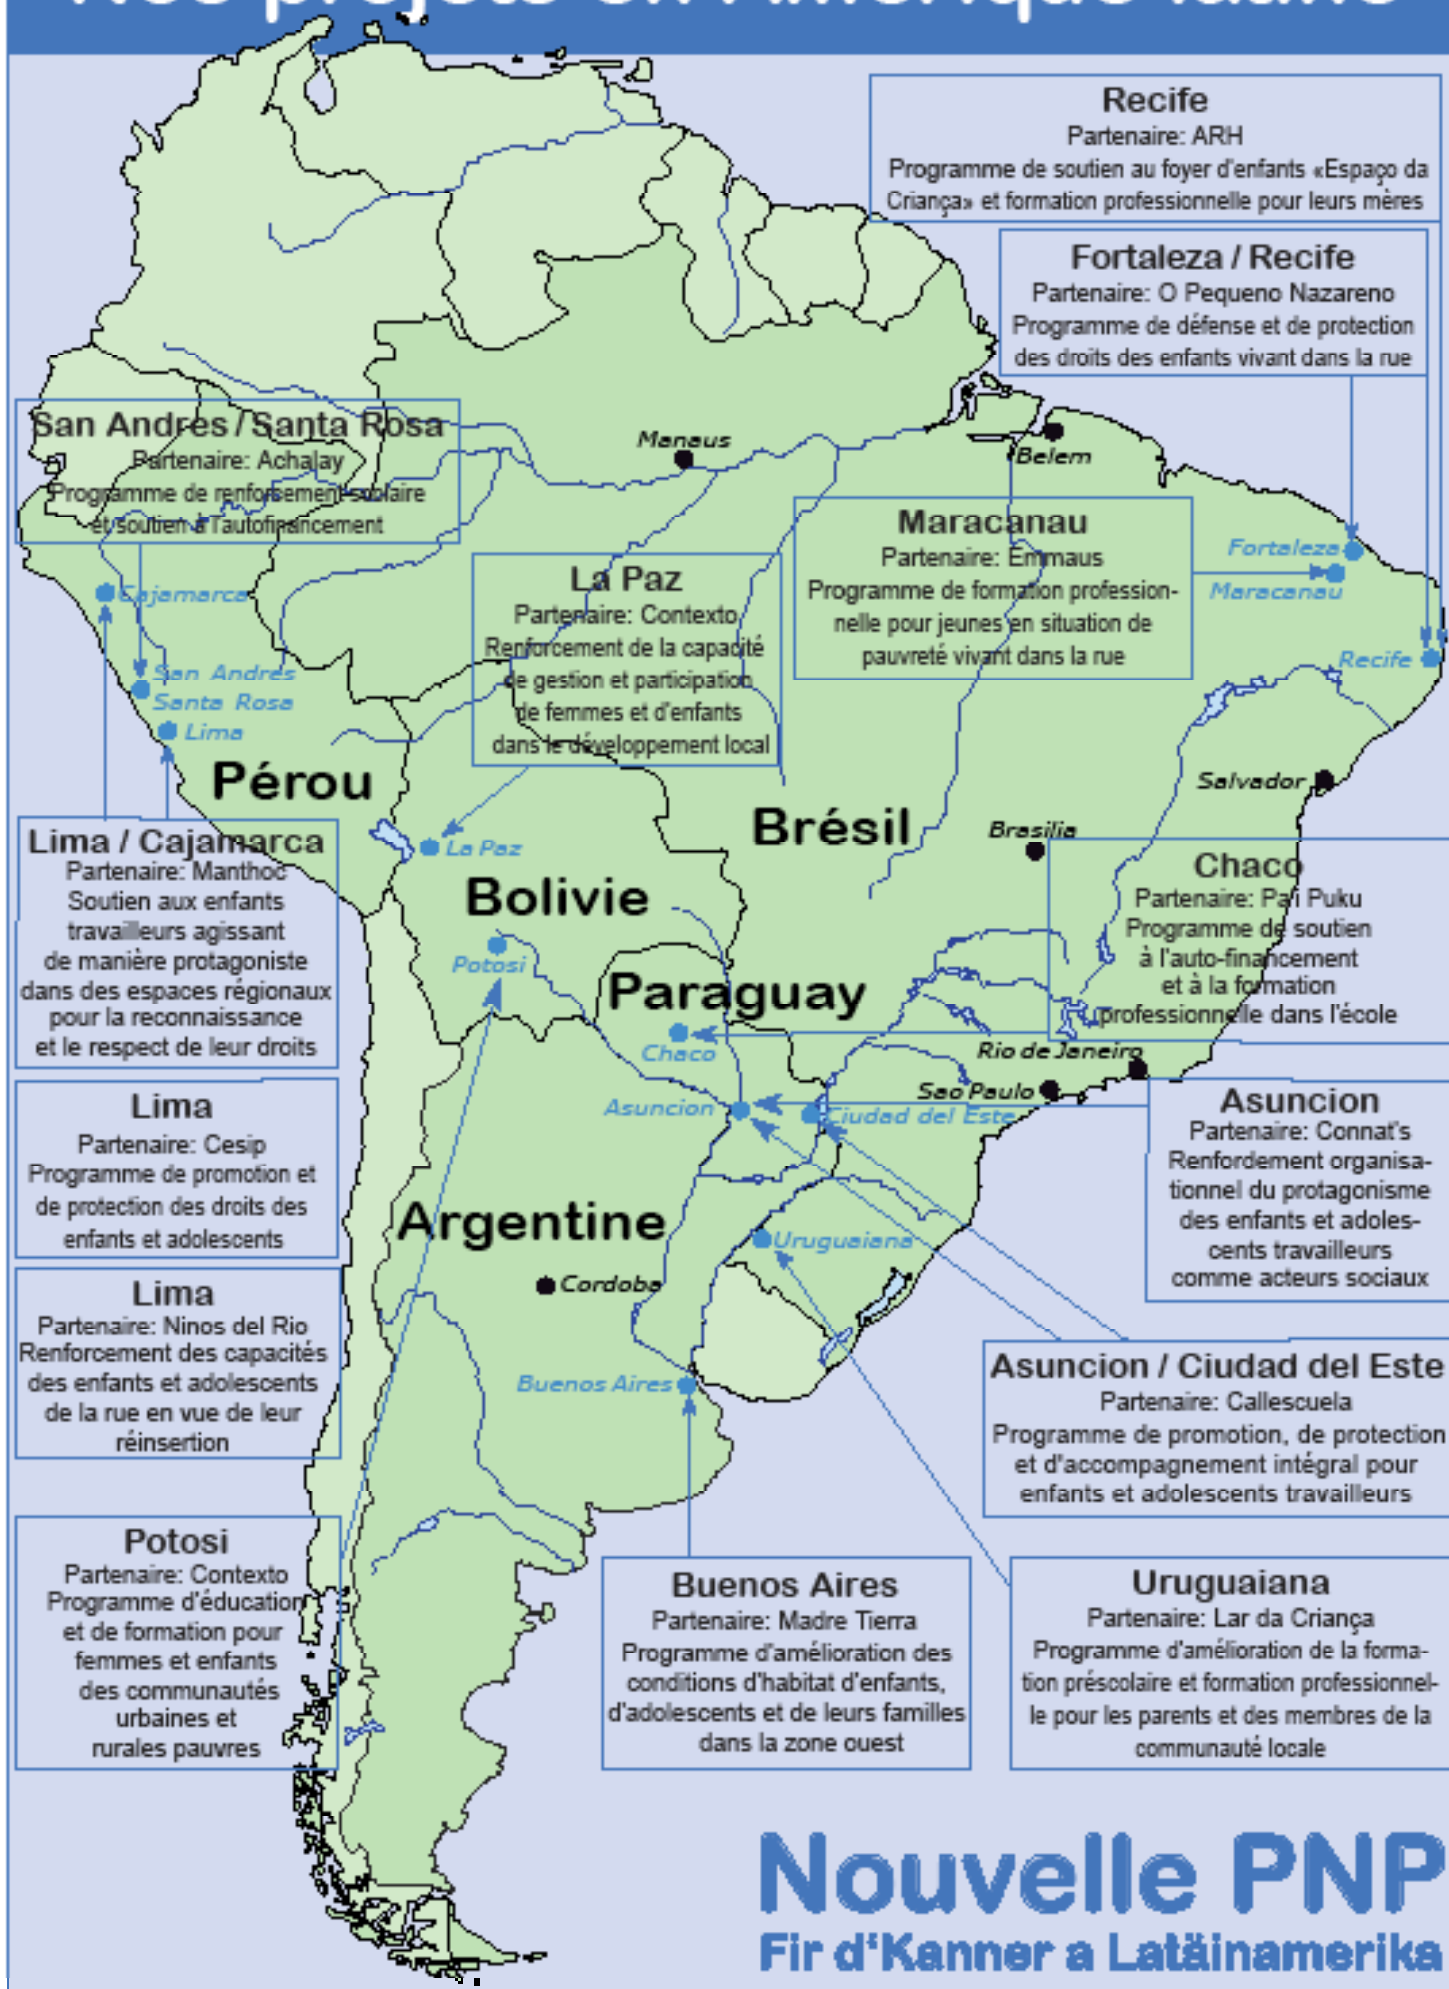 Nos projets en Amérique latine
Recife
Partenaire: ARH
Programme de soutien au foyer d'enfants «Espaço da
Criança» et formation professionnelle pour leurs mères
Fortaleza / Recife
Partenaire: O Pequeno Nazareno
Programme de défense et de protection
des droits des enfants vivant dans la rue
San Andres / Santa Rosa
Partenaire: Achalay
Programme de renforcement scolaire
et soutien à l'autofinancement
Manaus
Belem
Maracanau
Partenaire: Emmaus
Programme de formation profession-
nelle pour jeunes en situation de
pauvreté vivant dans la rue
Fortaleza
Maracanau
Recife
La Paz
Partenaire: Contexto
Renforcement de la capacité
de gestion et participation
de femmes et d'enfants
dans le développement local
Cajamarca
San Andres
Santa Rosa
Lima
Pérou
Salvador
Brésil
Brasilia
La Paz
Lima / Cajamarca
Partenaire: Manthoc
Soutien aux enfants
travailleurs agissant
de manière protagoniste
dans des espaces régionaux
pour la reconnaissance
et le respect de leur droits
Bolivie
Potosi
Chaco
Partenaire: Pa'i Puku
Programme de soutien
à l'auto-financement
et à la formation
professionnelle dans l'école
Paraguay
Chaco
Rio de Janeiro
Sao Paulo
Asuncion
Ciudad del Este
Lima
Partenaire: Cesip
Programme de promotion et
de protection des droits des
enfants et adolescents
Asuncion
Partenaire: Connat's
Renfordement organisa-
tionnel du protagonisme
des enfants et adoles-
cents travailleurs
comme acteurs sociaux
Argentine
Uruguaiana
Cordoba
Lima
Partenaire: Ninos del Rio
Renforcement des capacités
des enfants et adolescents
de la rue en vue de leur
réinsertion
Buenos Aires
Asuncion / Ciudad del Este
Partenaire: Callescuela
Programme de promotion, de protection
et d'accompagnement intégral pour
enfants et adolescents travailleurs
Potosi
Partenaire: Contexto
Programme d'éducation
et de formation pour
femmes et enfants
des communautés
urbaines et
rurales pauvres
Buenos Aires
Partenaire: Madre Tierra
Programme d'amélioration des
conditions d'habitat d'enfants,
d'adolescents et de leurs familles
dans la zone ouest
Uruguaiana
Partenaire: Lar da Criança
Programme d'amélioration de la forma-
tion préscolaire et formation professionnel-
le pour les parents et des membres de la
communauté locale
Nouvelle PNP
Fir d'Kanner a Latäinamerika